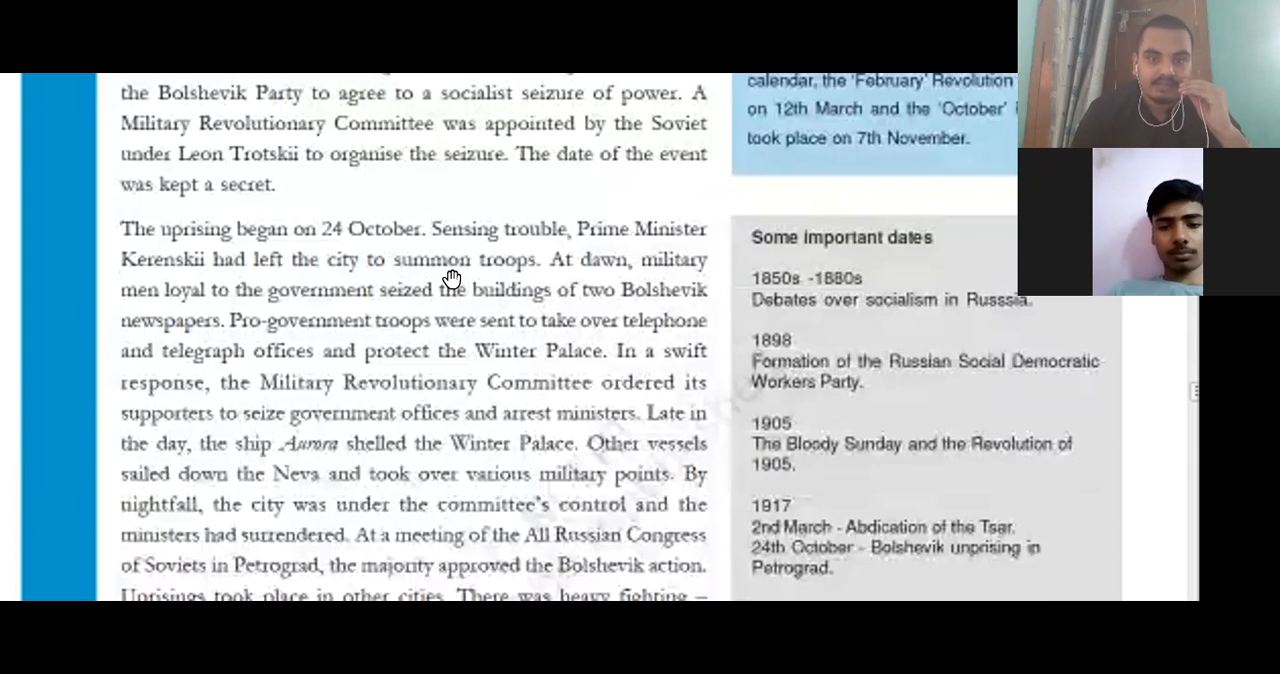 the Bolshevik Party to agree to a socialist seizure of power. A
Military Revolutionary Committee was appointed by the Soviet
under Leon Trotskii to organise the seizure. The date of the event
was kept a secret.
The uprising began on 24 October. Sensing trouble, Prime Minister
Kerenskii had left the city to summon troops. At dawn, military
men loyal to the government seized the buildings of two Bolshevik
newspapers. Pro-government troops were sent to take over telephone
and telegraph offices and protect the Winter Palace. In a swift
response, the Military Revolutionary Committee ordered its
supporters to seize government offices and arrest ministers. Late in
the day, the ship Aurora shelled the Winter Palace. Other vessels
sailed down the Neva and took over various military points. By
nightfall, the city was under the committee's control and the
ministers had surrendered. At a meeting of the All Russian Congress
of Soviets in Petrograd, the majority approved the Bolshevik action.
Uprisings took place in other cities. There was heavy fighting –
calendar, the 'February' Revolution
on 12th March and the 'October'
took place on 7th November.
Some important dates
1850s -1880s
Debates over socialism in Russsia.
1898
Formation of the Russian Social Democratic
Workers Party.
1905
The Bloody Sunday and the Revolution of
1905.
1917
2nd March - Abdication of the Tsar.
24th October - Bolshevik unprising in
Petrograd.